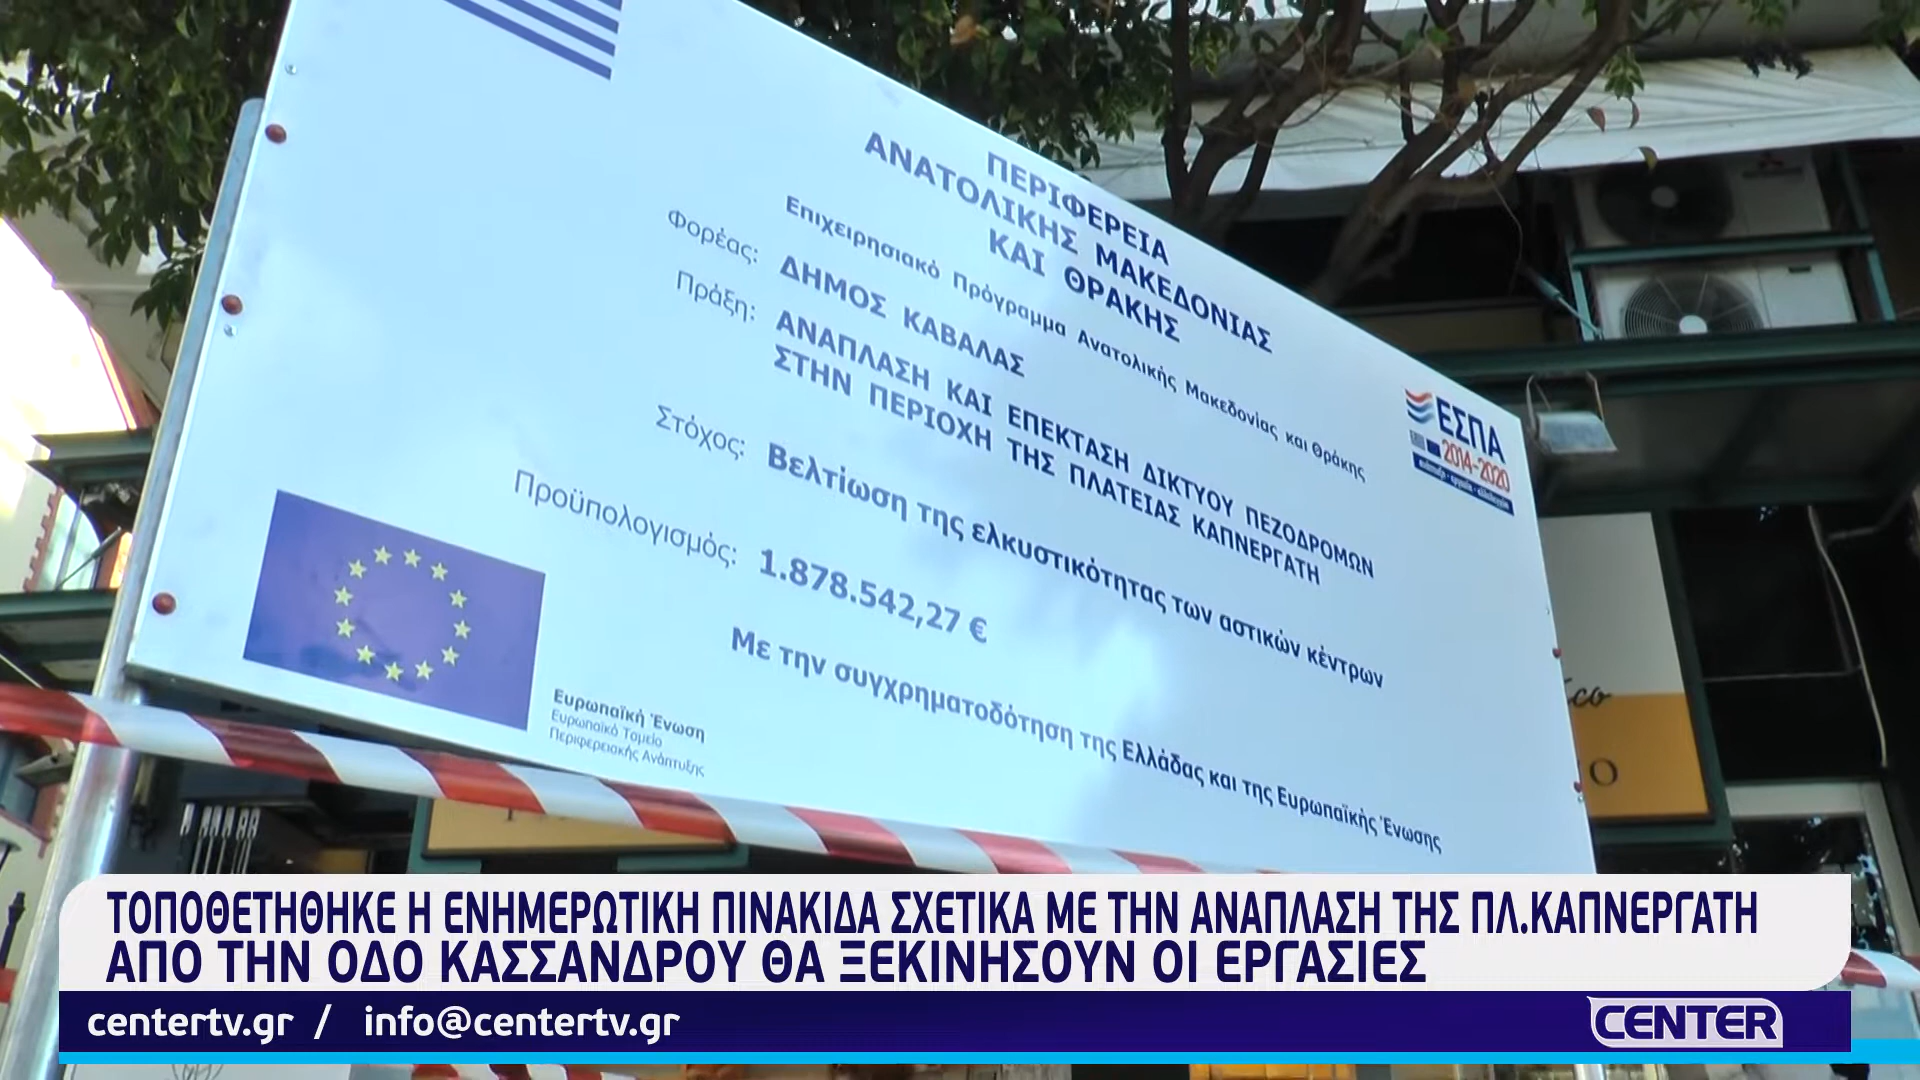 ΠΕΡΙΦΕΡΕΙΑ
ΑΝΑΤΟΛΙΚΗΣ ΜΑΚΕΔΟΝΙΑΣ
ΚΑΙ ΘΡΑΚΗΣ
Επιχειρησιακό Πρόγραμμα Ανατολικής Μακεδονίας και Θράκης
Φορέας: ΔΗΜΟΣ ΚΑΒΑΛΑΣ
Πράξη: ΑΝΑΠΛΑΣΗ ΚΑΙ ΕΠΕΚΤΑΣΗ ΔΙΚΤΥΟΥ ΠΕΖΟΔΡΟΜΩΝ
ΣΤΗΝ ΠΕΡΙΟΧΗ ΤΗΣ ΠΛΑΤΕΙΑΣ ΚΑΠΝΕΡΓΑΤΗ
ΕΣΠΑ
2014-2020
Στόχος: Βελτίωση της ελκυστικότητας των αστικών κέντρων
Προϋπολογισμός: 1.878.542,27 €
Με την συγχρηματοδότηση της Ελλάδας και της Ευρωπαϊκής Ένωσης
Ευρωπαϊκή Ένωση
Ευρωπαϊκό Ταμείο
Περιφερειακής Ανάπτυξης
ΤΟΠΟΘΕΤΗΘΗΚΕ Η ΕΝΗΜΕΡΩΤΙΚΗ ΠΙΝΑΚΙΔΑ ΣΧΕΤΙΚΑ ΜΕ ΤΗΝ ΑΝΑΠΛΑΣΗ ΤΗΣ ΠΛ.ΚΑΠΝΕΡΓΑΤΗ
ΑΠΟ ΤΗΝ ΟΔΟ ΚΑΣΣΑΝΔΡΟΥ ΘΑ ΞΕΚΙΝΗΣΟΥΝ ΟΙ ΕΡΓΑΣΙΕΣ
centertv.gr / info@centertv.gr
CENTER